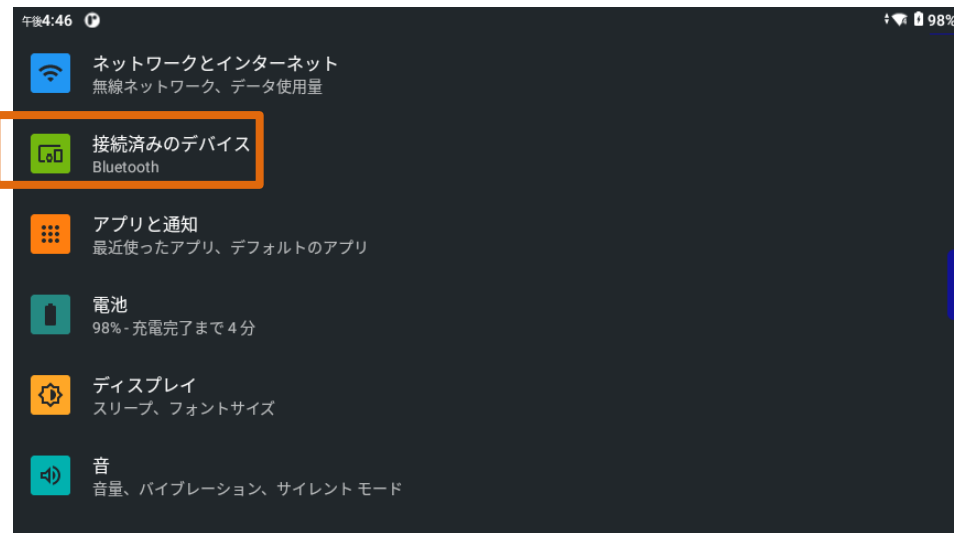 午後4:46 98%
ネットワークとインターネット
無線ネットワーク、データ使用量
接続済みのデバイス
Bluetooth
アプリと通知
最近使ったアプリ、デフォルトのアプリ
電池
98% - 充電完了まで 4 分
ディスプレイ
スリープ、フォントサイズ
音
音量、バイブレーション、サイレント モード